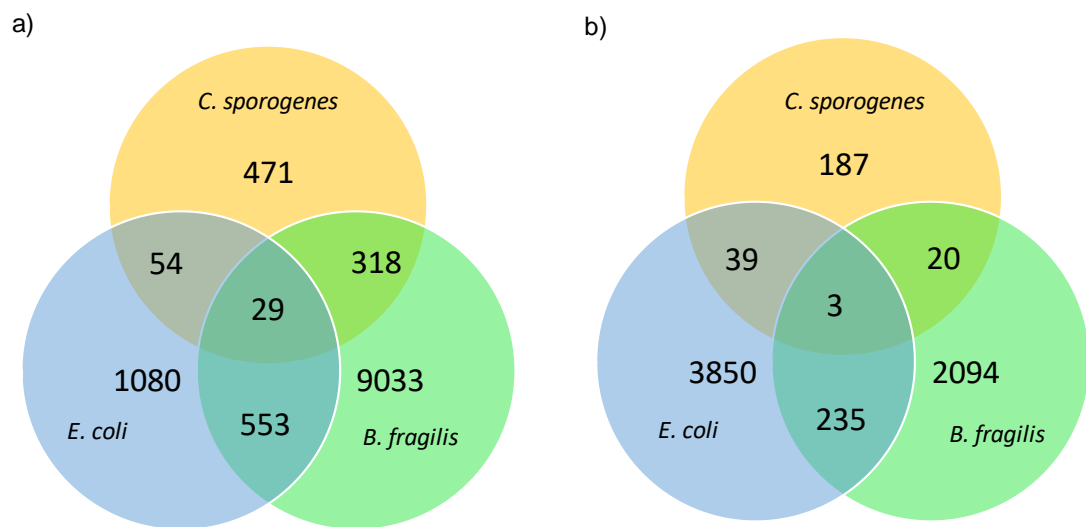 a)
C. sporogenes
471
54
318
29
1080
9033
E. coli
553
B. fragilis
b)
C. sporogenes
187
39
20
3
3850
2094
E. coli
235
B. fragilis